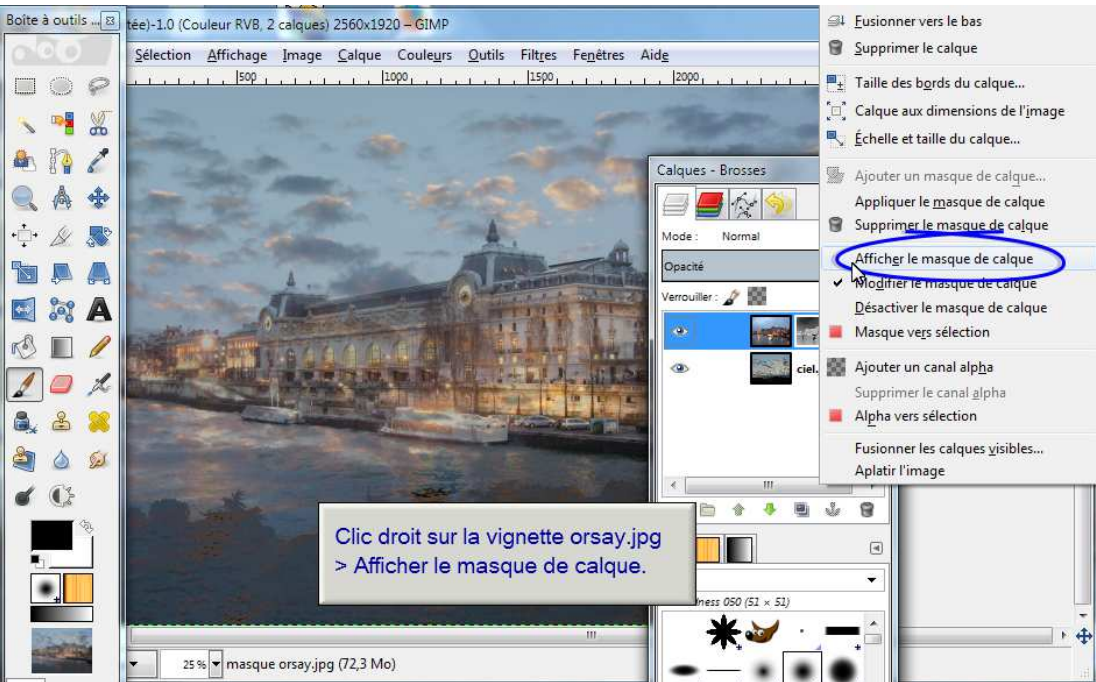 Boîte à outils ...
tée)-1.0 (Couleur RVB, 2 calques) 2560x1920 – GIMP
Sélection Affichage Image Calque Couleurs Outils Filtres Fenêtres Aide
500 1000 1500 2000
Calques - Brosses
Mode : Normal
Opacité
Verrouiller :
ciel.
Fusionner vers le bas
Supprimer le calque
Taille des bords du calque...
Calque aux dimensions de l'image
Échelle et taille du calque...
Ajouter un masque de calque...
Appliquer le masque de calque
Supprimer le masque de calque
Afficher le masque de calque
Modifier le masque de calque
Désactiver le masque de calque
Masque vers sélection
Ajouter un canal alpha
Supprimer le canal alpha
Alpha vers sélection
Fusionner les calques visibles...
Aplatir l'image
Clic droit sur la vignette orsay.jpg
> Afficher le masque de calque.
ness 050 (51 × 51)
25 % masque orsay.jpg (72,3 Mo)